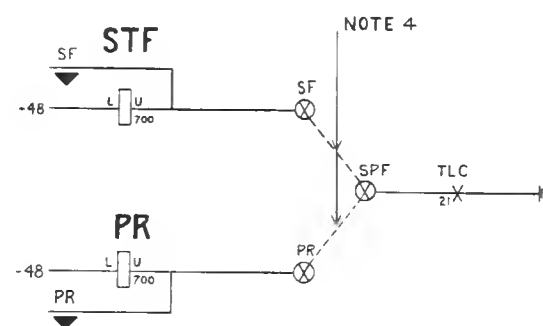 NOTE 4
STF
SF
-48 L U
700
SF
SPF TLC
21
PR
-48 L U
700
PR
PR